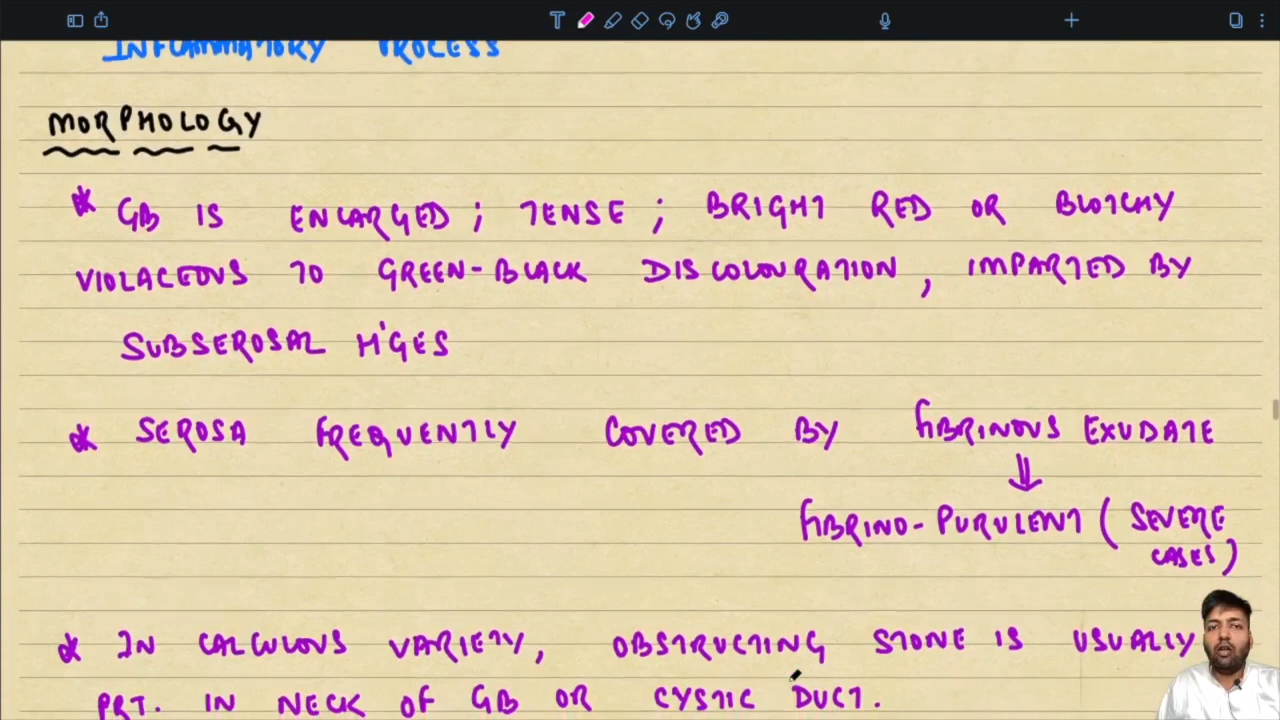 INFLAMMATORY PROCESS
MORPHOLOGY
* GB IS ENLARGED ; TENSE ; BRIGHT RED OR BLOTCHY
VIOLACEOUS TO GREEN-BLACK DISCOLOURATION, IMPARTED BY
SUBSEROSAL H'GES
* SEROSA FREQUENTLY COVERED BY FIBRINOUS EXUDATE
⇓
FIBRINO-PURULENT (SEVERE
CASES)
* IN CALCULOUS VARIETY, OBSTRUCTING STONE IS USUALLY
PRT. IN NECK OF GB OR CYSTIC DUCT.